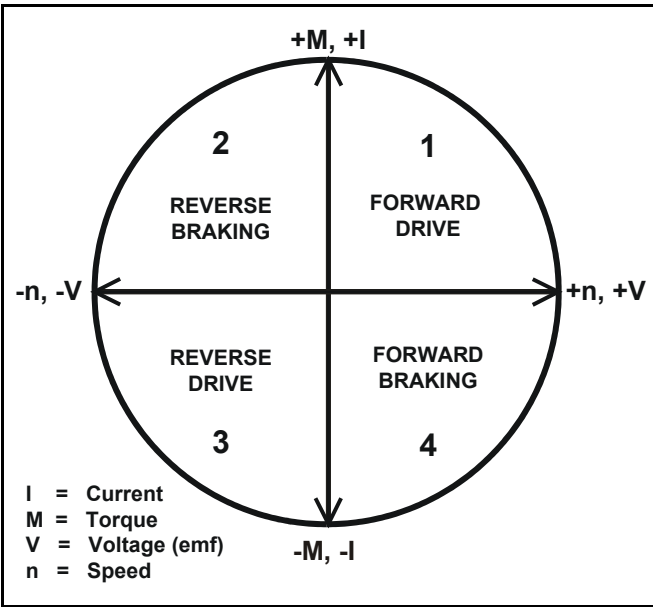 +M, +I
2
1
REVERSE
BRAKING
FORWARD
DRIVE
-n, -V
+n, +V
REVERSE
DRIVE
FORWARD
BRAKING
3
4
I = Current
M = Torque
V = Voltage (emf)
n = Speed
-M, -I